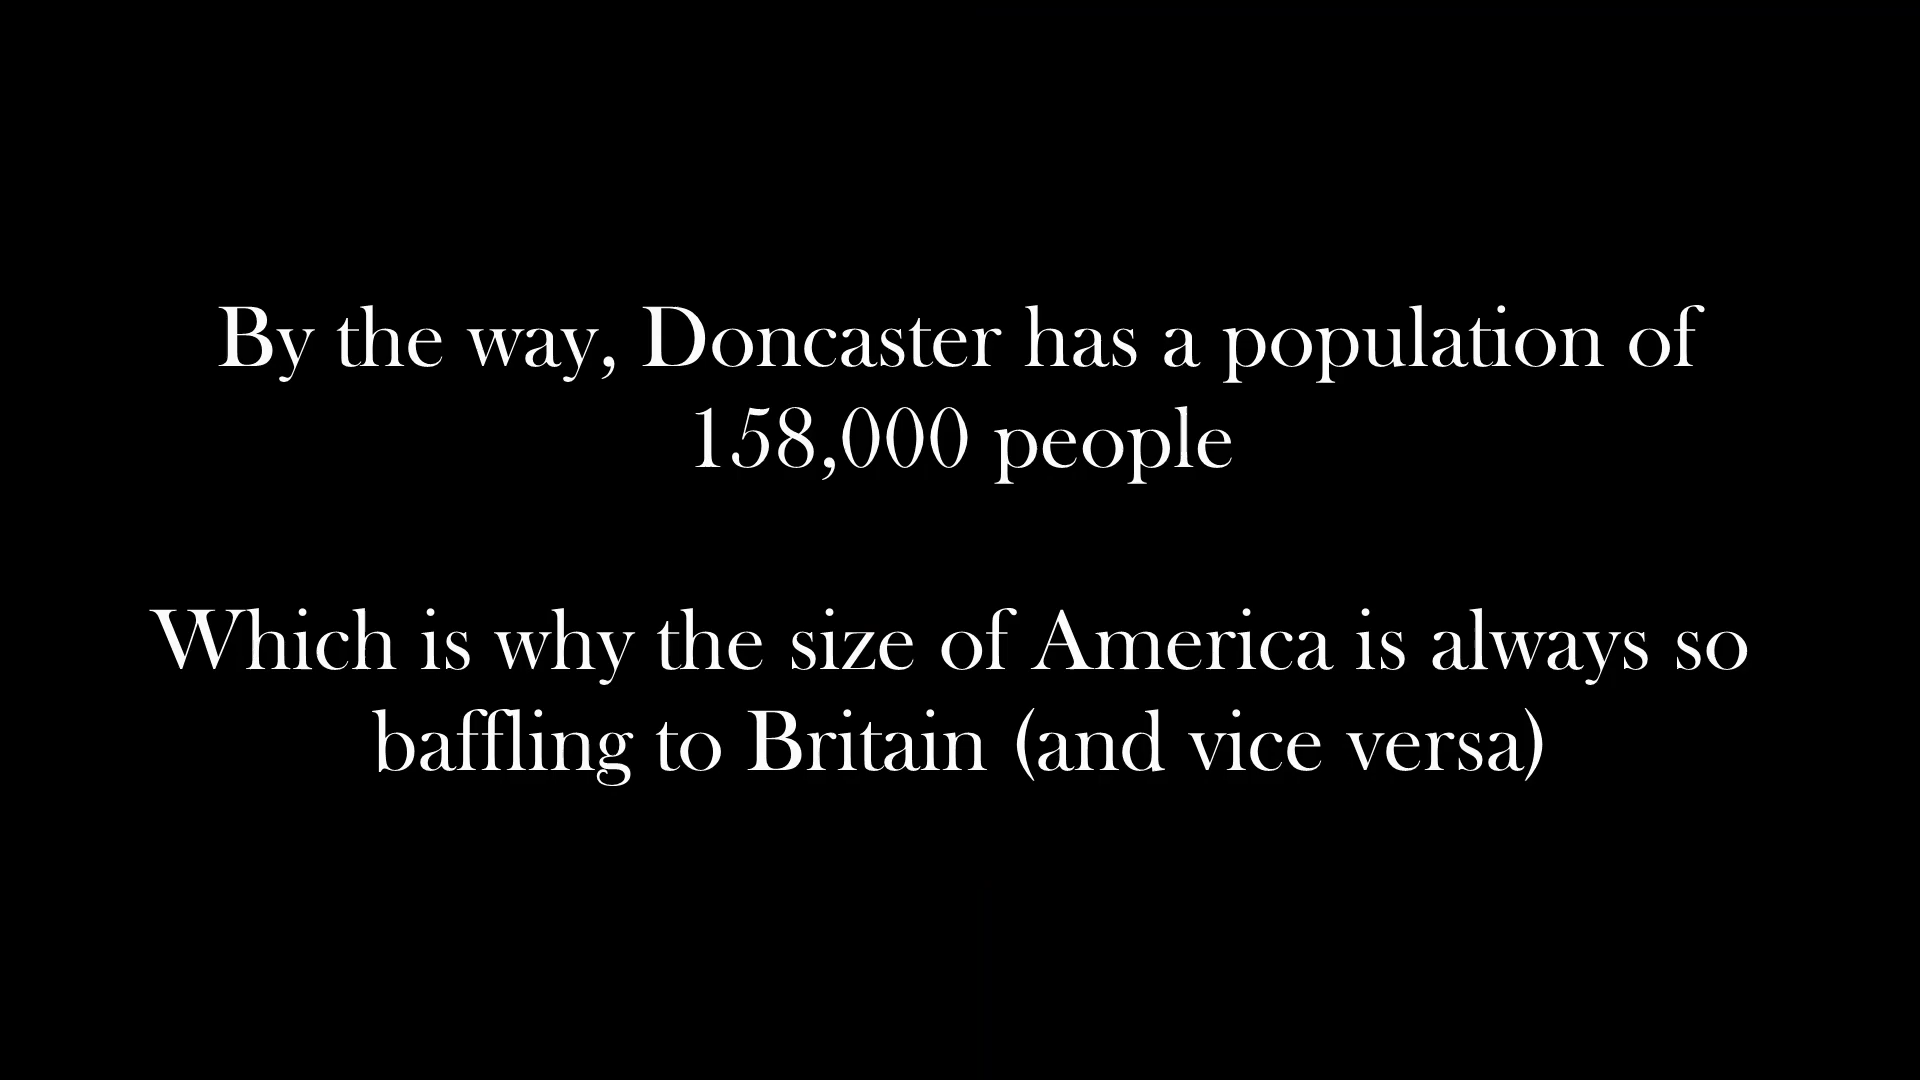 By the way, Doncaster has a population of
158,000 people
Which is why the size of America is always so
baffling to Britain (and vice versa)